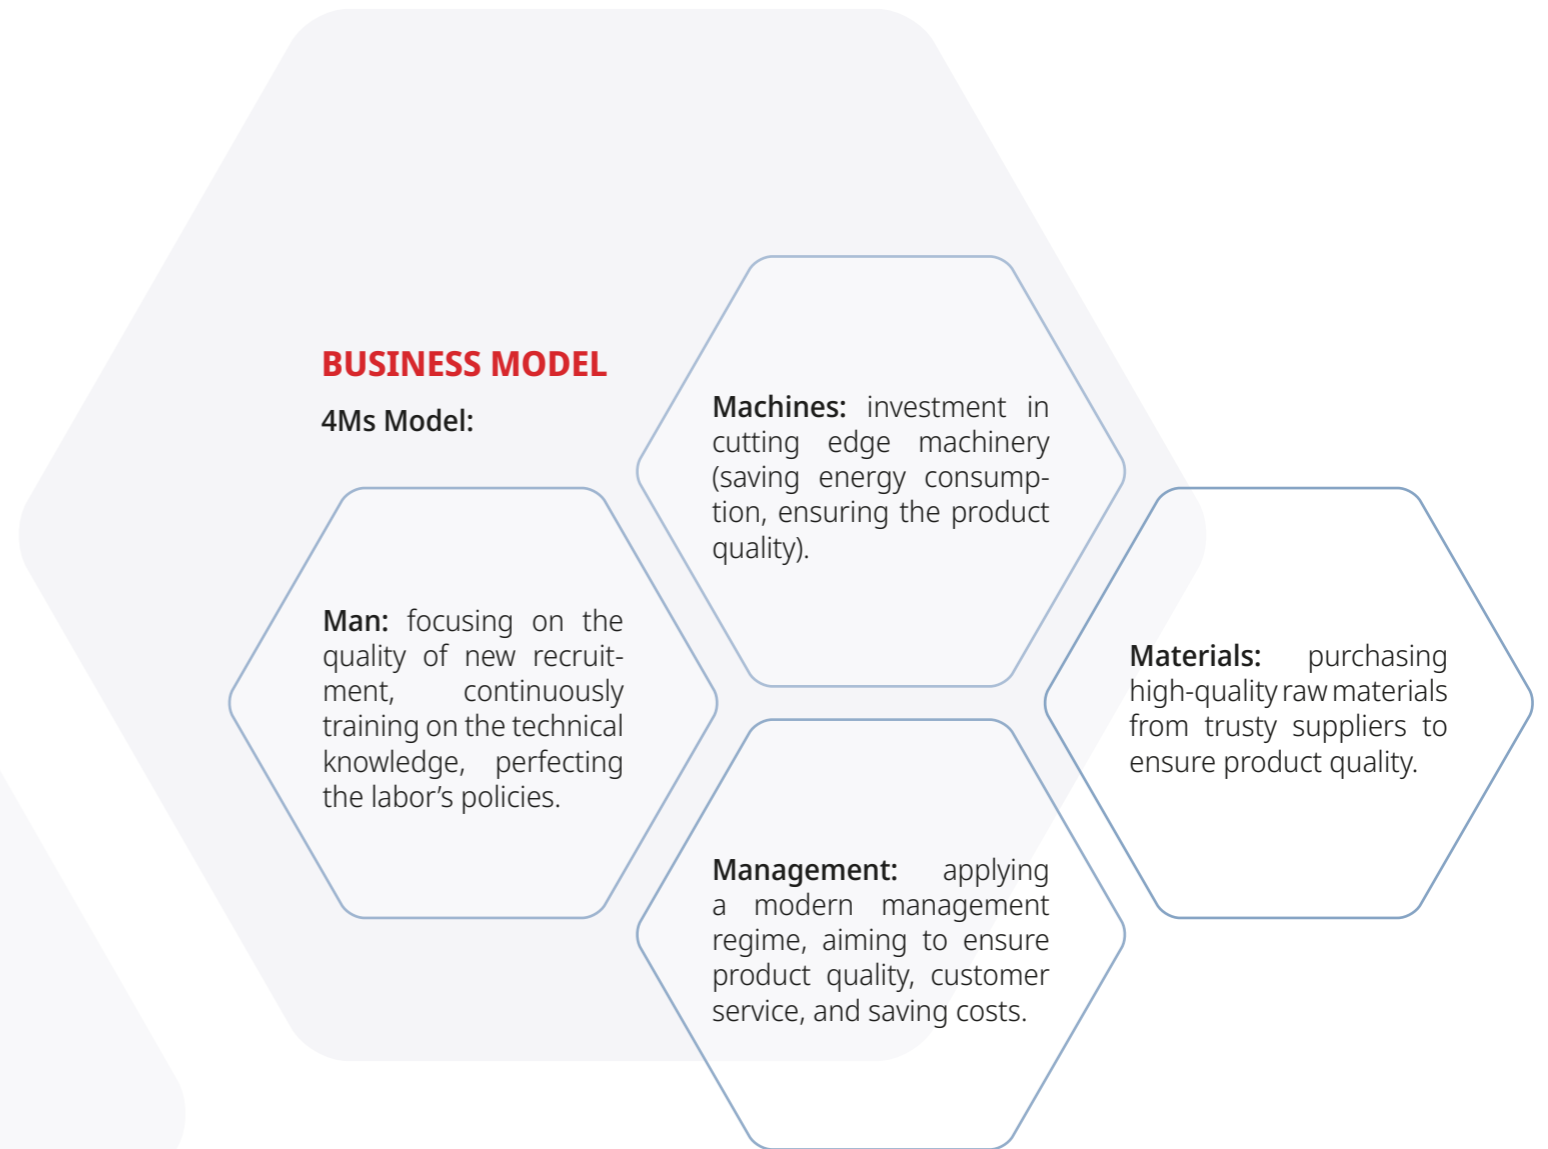 BUSINESS MODEL
4Ms Model:
Man: focusing on the
quality of new recruit-
ment, continuously
training on the technical
knowledge, perfecting
the labor’s policies.
Machines: investment in
cutting edge machinery
(saving energy consump-
tion, ensuring the product
quality).
Management: applying
a modern management
regime, aiming to ensure
product quality, customer
service, and saving costs.
Materials: purchasing
high-quality raw materials
from trusty suppliers to
ensure product quality.